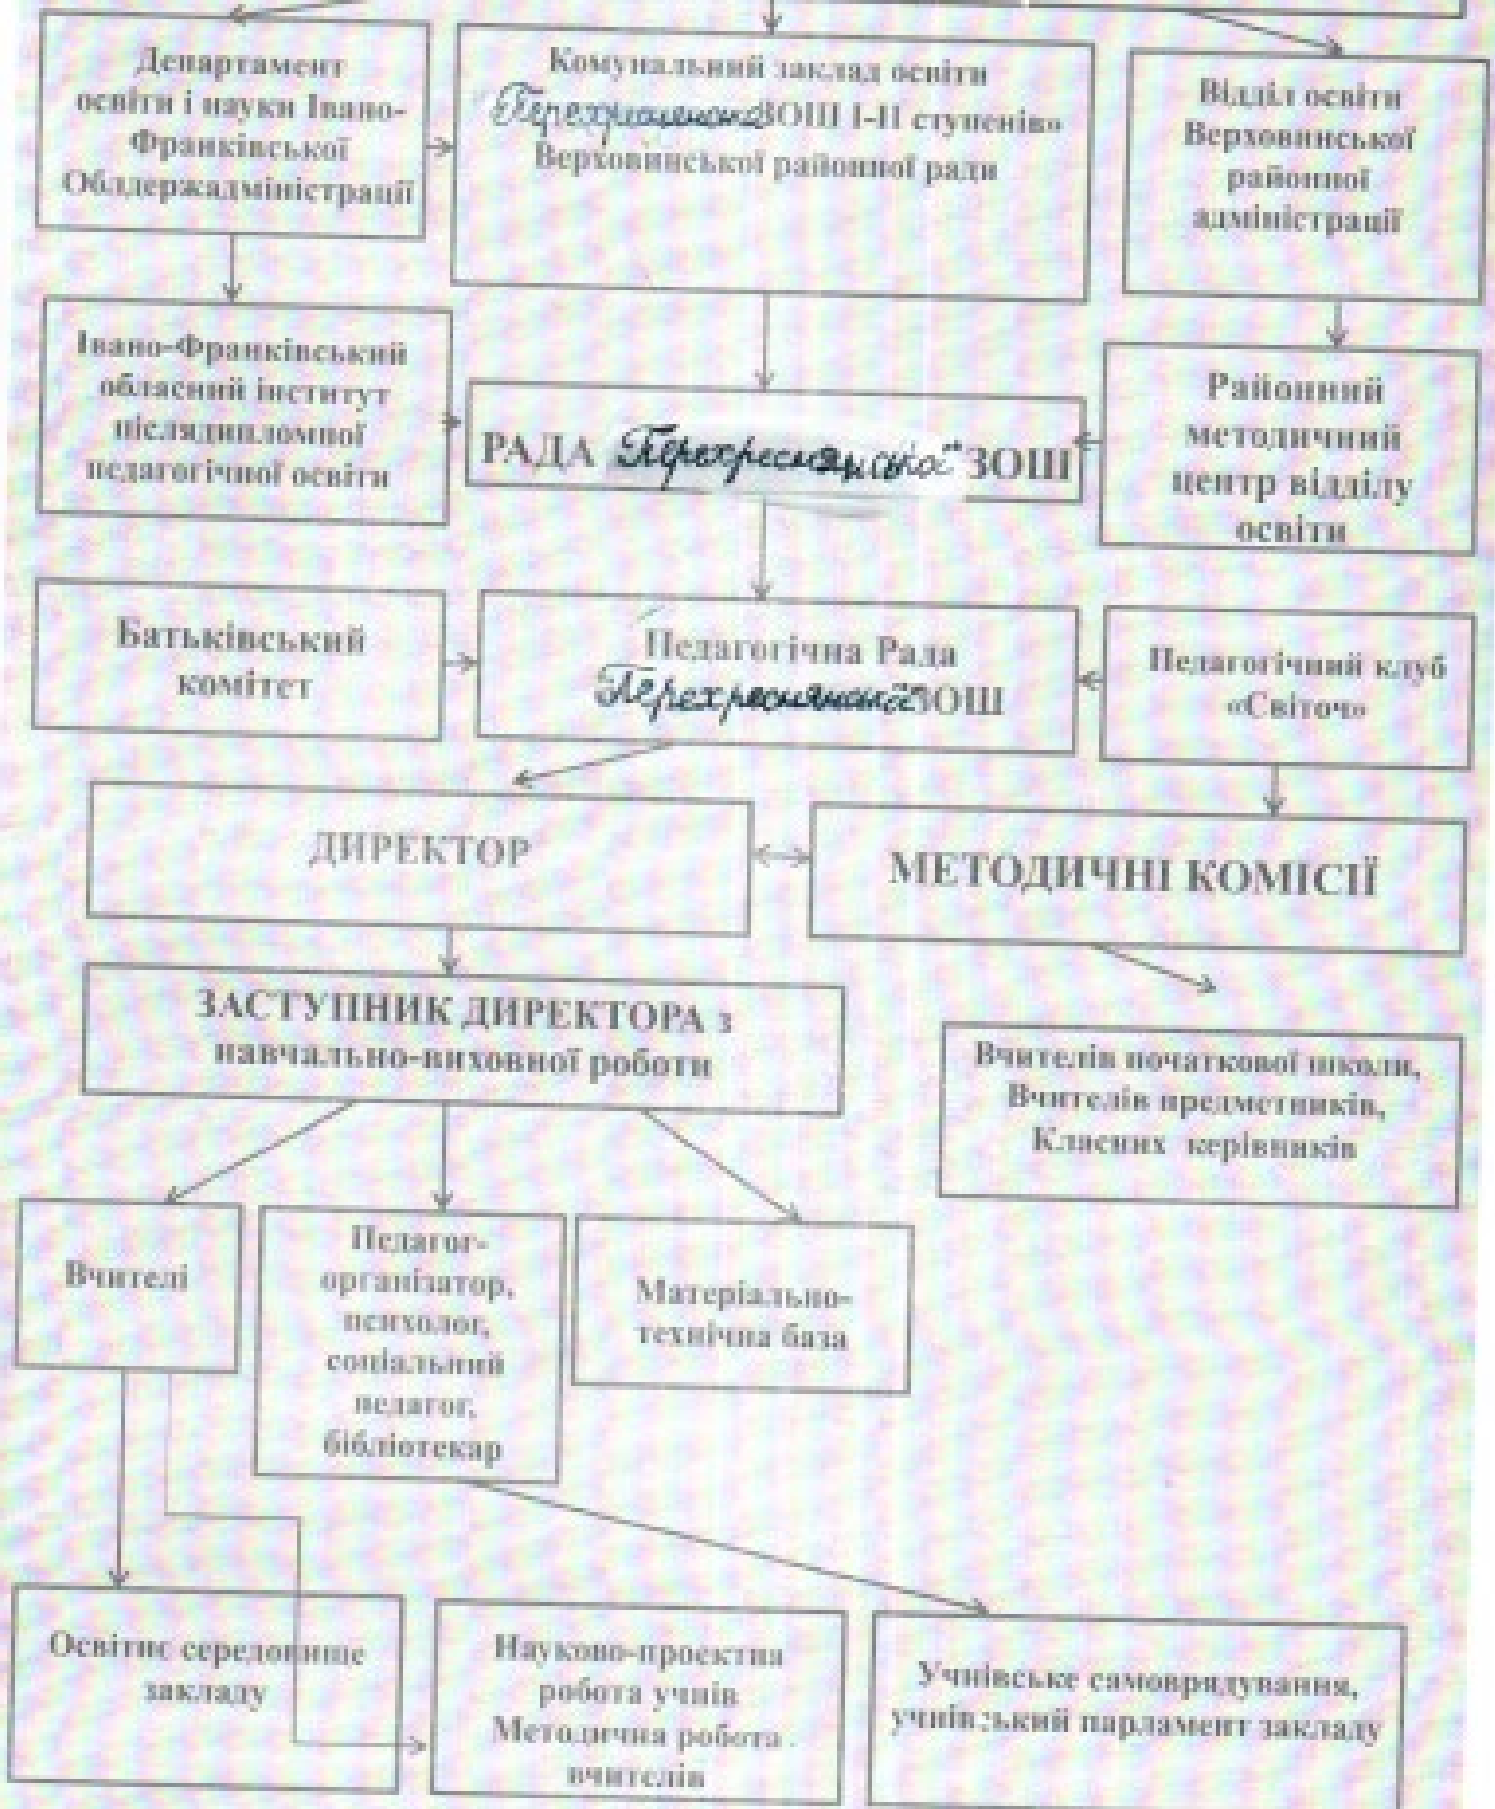 Департамент
освіти і науки Івано-
Франківської
Облдержадміністрації
Комунальний заклад освіти
ЗОШ І-ІІ ступенів»
Верховинської районної ради
Відділ освіти
Верховинської
районної
адміністрації
Івано-Франківський
обласний інститут
післядипломної
педагогічної освіти
РАДА Перехреснянської ЗОШ
Районний
методичний
центр відділу
освіти
Батьківський
комітет
Педагогічна Рада
ЗОШ
Педагогічний клуб
«Світоч»
ДИРЕКТОР
МЕТОДИЧНІ КОМІСІЇ
ЗАСТУПНИК ДИРЕКТОРА з
навчально-виховної роботи
Вчителів початкової школи,
Вчителів предметників,
Класних керівників
Вчителі
Педагог-
організатор,
психолог,
соціальний
педагог,
бібліотекар
Матеріально-
технічна база
Освітнє середовище
закладу
Науково-проектна
робота учнів
Методична робота
вчителів
Учнівське самоврядування,
учнівський парламент закладу